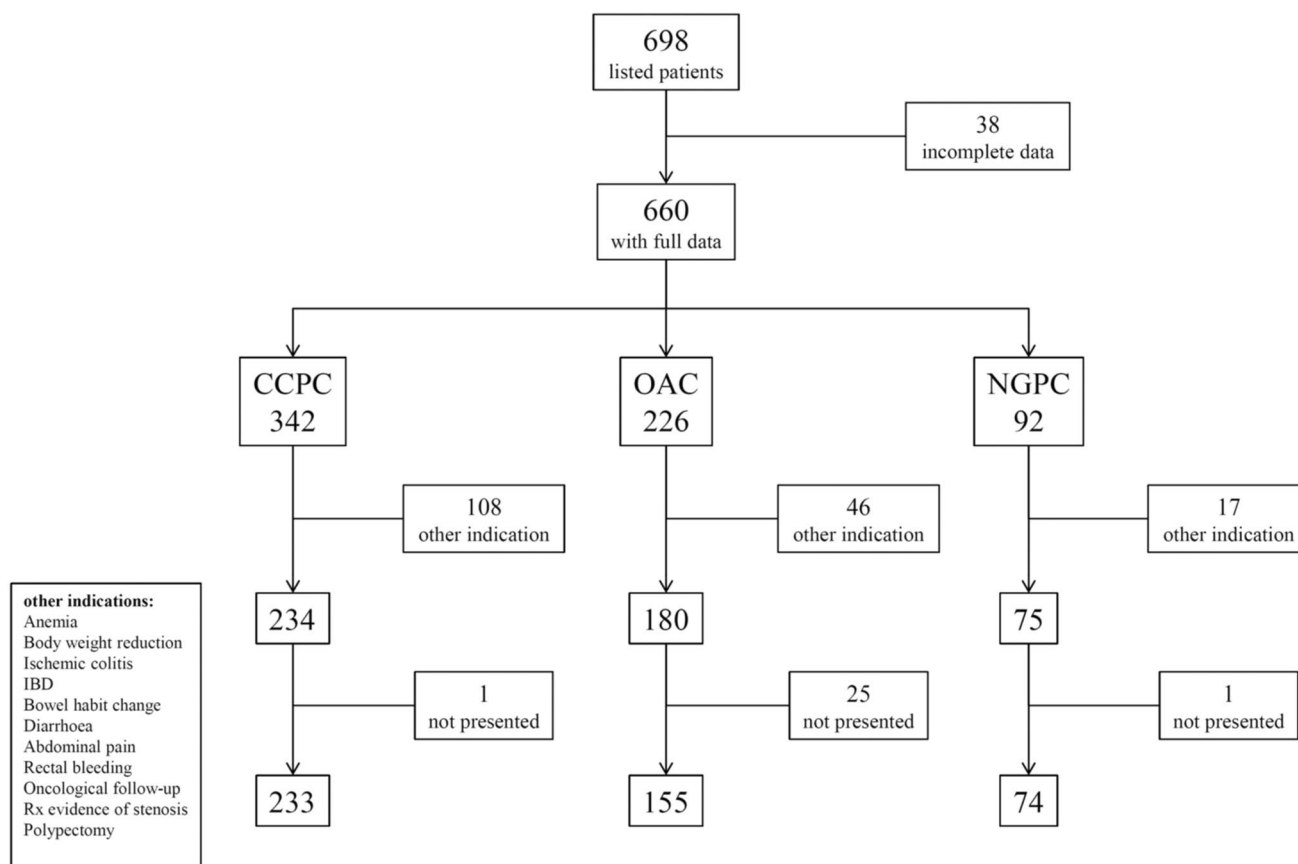 698
listed patients
38
incomplete data
660
with full data
CCPC
342
OAC
226
NGPC
92
108
other indication
46
other indication
17
other indication
234
180
75
1
not presented
25
not presented
1
not presented
233
155
74
other indications:
Anemia
Body weight reduction
Ischemic colitis
IBD
Bowel habit change
Diarrhoea
Abdominal pain
Rectal bleeding
Oncological follow-up
Rx evidence of stenosis
Polypectomy